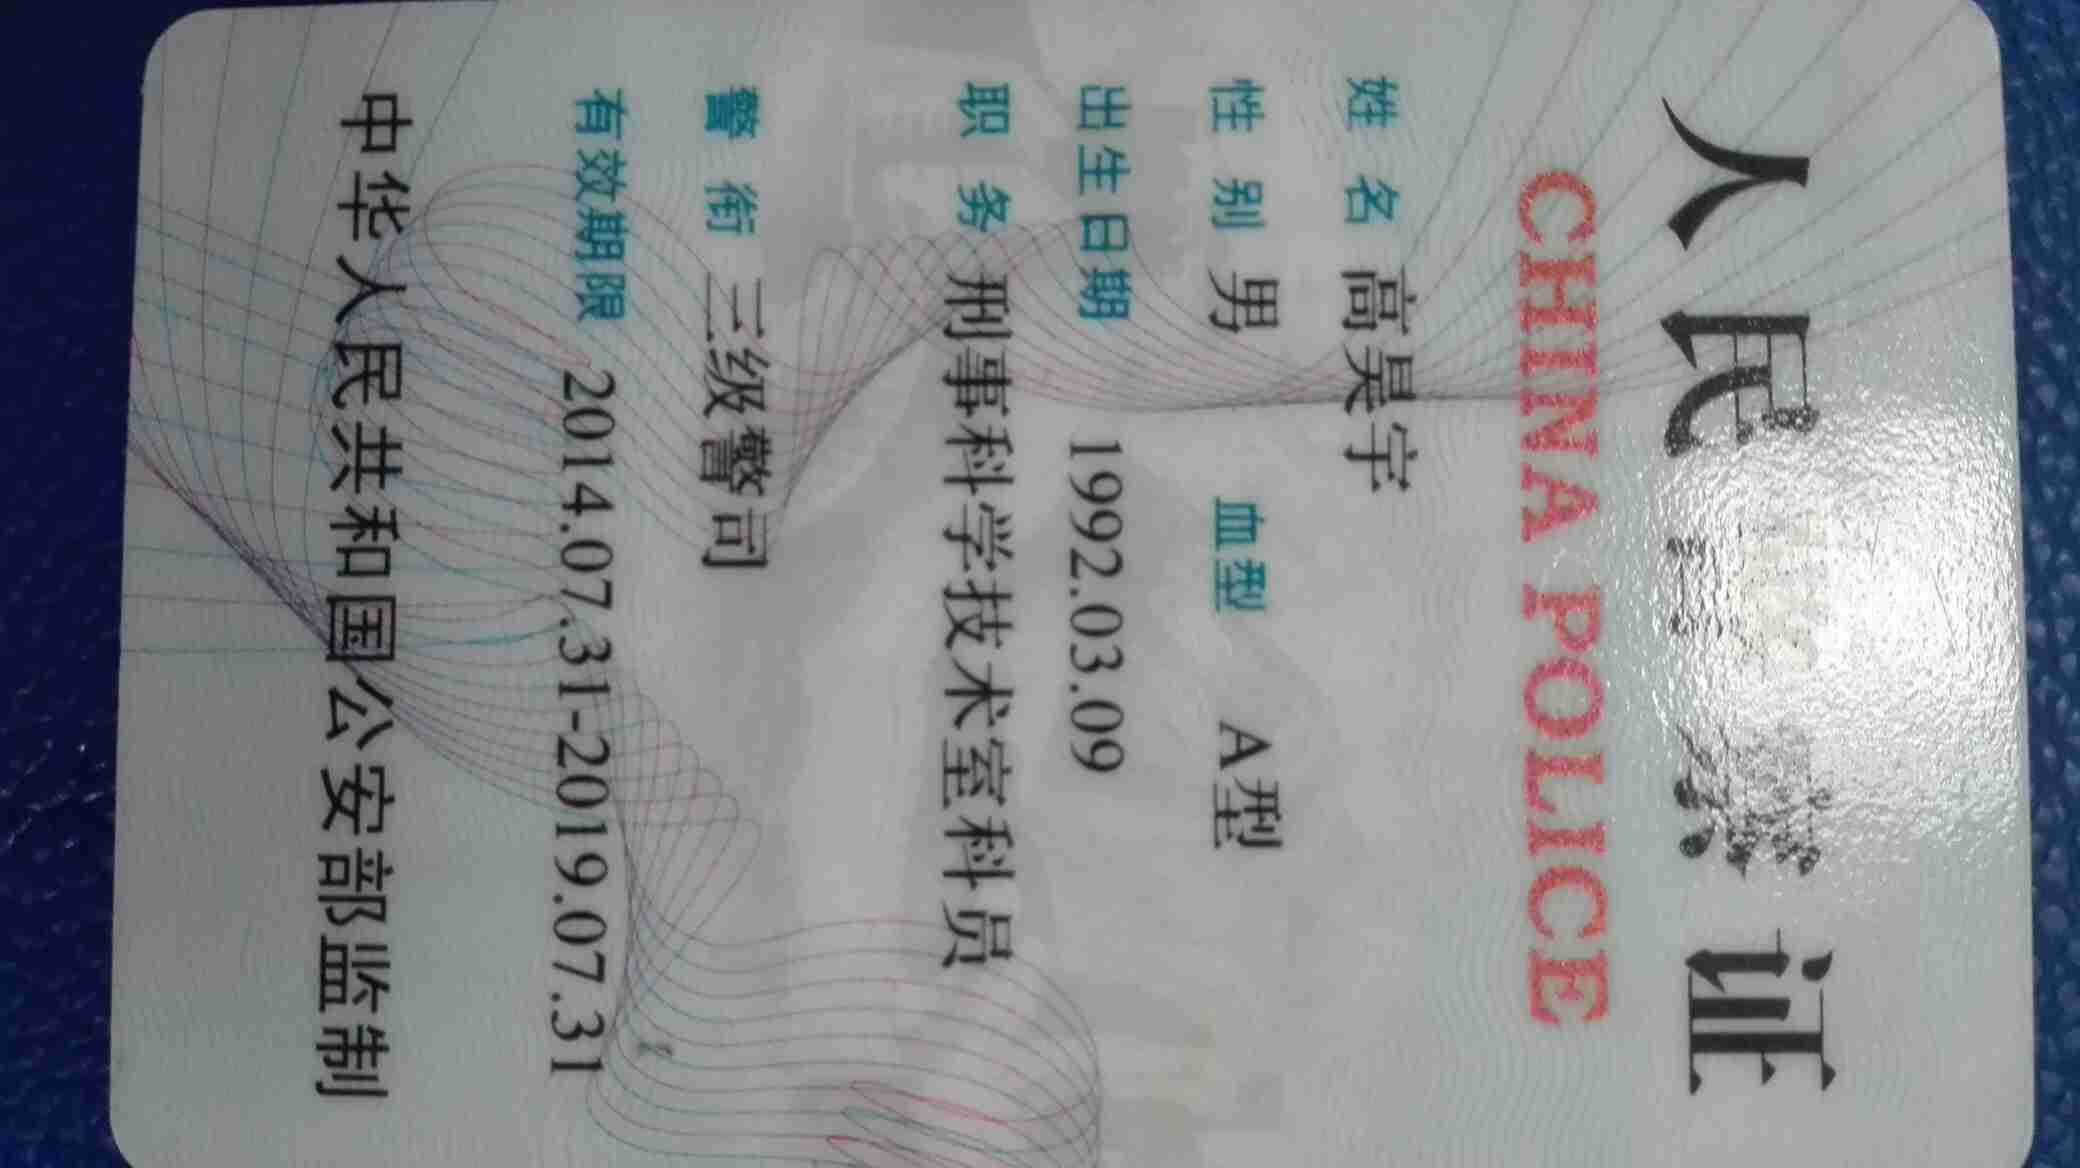 人民警察证
CHINA POLICE
姓 名 高昊宇
性 别 男 血型 A型
出生日期 1992.03.09
职 务 刑事科学技术室科员
警 衔 三级警司
有效期限 2014.07.31-2019.07.31
中华人民共和国公安部监制